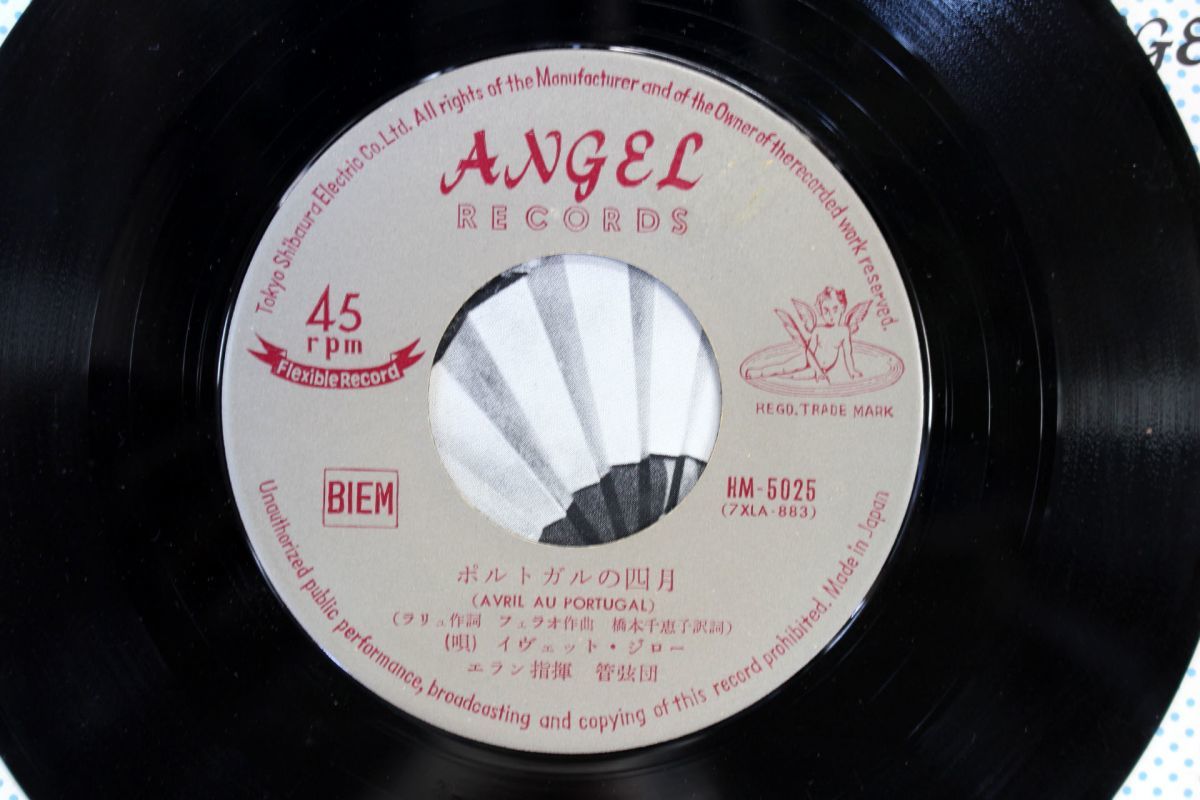 Tokyo Shibaura Electric Co. Ltd. All rights of the Manufacturer and of the Owner of the recorded work reserved.
ANGEL
RECORDS
45
rpm
Flexible Record
REGD. TRADE MARK
BIEM
HM-5025
(7XLA-883)
ポルトガルの四月
(AVRIL AU PORTUGAL)
(ラリュ作詞 フェラオ作曲 橋本千恵子訳詞)
(唄) イヴェット・ジロー
エラン指揮 管弦団
Unauthorized public performance, broadcasting and copying of this record prohibited. Made in Japan
GE